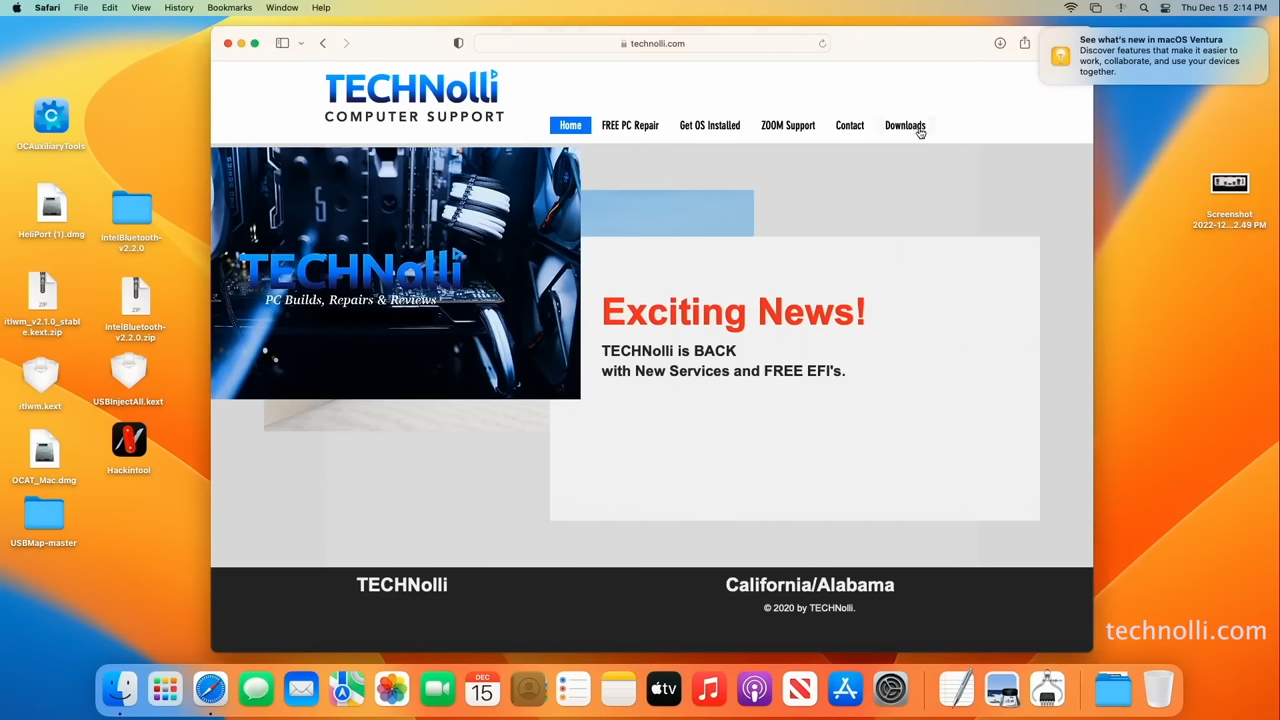 Safari File Edit View History Bookmarks Window Help
Thu Dec 15 2:14 PM
technolli.com
See what's new in macOS Ventura
Discover features that make it easier to
work, collaborate, and use your devices
together.
TECHNolli
COMPUTER SUPPORT
Home FREE PC Repair Get OS Installed ZOOM Support Contact Downloads
TECHNolli
PC Builds, Repairs & Reviews
Exciting News!
TECHNolli is BACK
with New Services and FREE EFI's.
TECHNolli
California/Alabama
© 2020 by TECHNolli.
OCAuxiliaryTools
HeliPort (1).dmg
IntelBluetooth-
v2.2.0
ZIP
itlwm_v2.1.0_stabl
e.kext.zip
ZIP
IntelBluetooth-
v2.2.0.zip
itlwm.kext
USBInjectAll.kext
OCAT_Mac.dmg
Hackintool
USBMap-master
Screenshot
2022-12...2.49 PM
technolli.com
DEC
15
tv